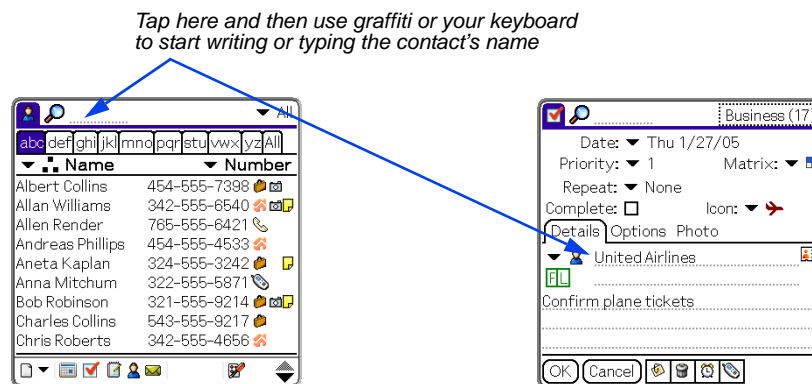 Tap here and then use graffiti or your keyboard
to start writing or typing the contact's name
All
abc def ghi jkl mno pqr stu vwx yz All
Name Number
Albert Collins 454-555-7398
Allan Williams 342-555-6540
Allen Render 765-555-6421
Andreas Phillips 454-555-4533
Aneta Kaplan 324-555-3242
Anna Mitchum 322-555-5871
Bob Robinson 321-555-9214
Charles Collins 543-555-9217
Chris Roberts 342-555-4656
Business (17)
Date: Thu 1/27/05
Priority: 1 Matrix:
Repeat: None
Complete: Icon:
Details Options Photo
United Airlines
FL
Confirm plane tickets
OK Cancel